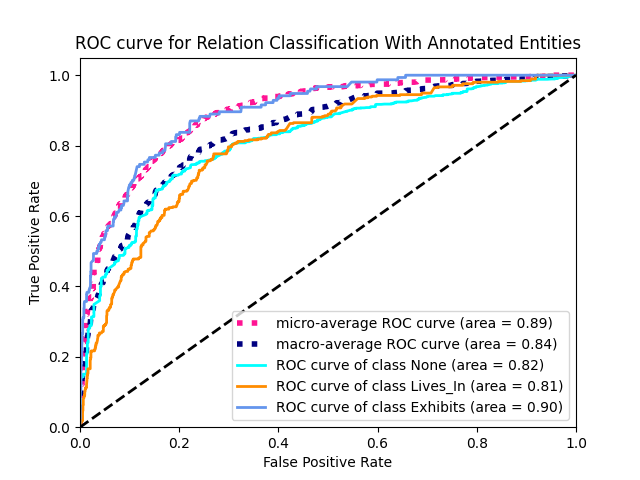 ROC curve for Relation Classification With Annotated Entities
True Positive Rate
1.0
0.8
0.6
0.4
0.2
0.0
micro-average ROC curve (area = 0.89)
macro-average ROC curve (area = 0.84)
ROC curve of class None (area = 0.82)
ROC curve of class Lives_In (area = 0.81)
ROC curve of class Exhibits (area = 0.90)
0.0 0.2 0.4 0.6 0.8 1.0
False Positive Rate